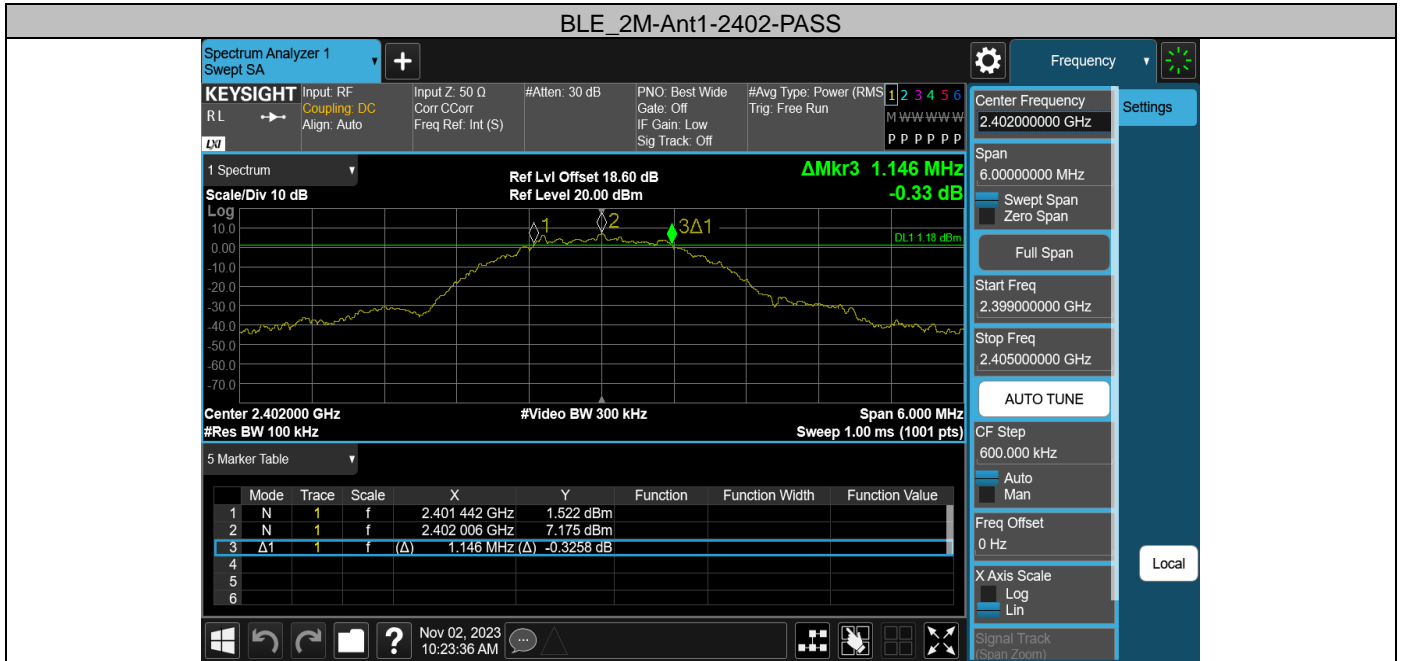 BLE_2M-Ant1-2402-PASS
Spectrum Analyzer 1
Swept SA
+
Frequency
KEYSIGHT
RL
LXI
Input: RF
Coupling: DC
Align: Auto
Input Z: 50 Ω
Corr CCorr
Freq Ref: Int (S)
#Atten: 30 dB
PNO: Best Wide
Gate: Off
IF Gain: Low
Sig Track: Off
#Avg Type: Power (RMS
Trig: Free Run
1 2 3 4 5 6
M W W W W W
P P P P P P
Center Frequency
2.402000000 GHz
Settings
Span
6.00000000 MHz
Swept Span
Zero Span
Full Span
Start Freq
2.399000000 GHz
Stop Freq
2.405000000 GHz
AUTO TUNE
CF Step
600.000 kHz
Auto
Man
Freq Offset
0 Hz
X Axis Scale
Log
Lin
Signal Track
(Span Zoom)
Local
1 Spectrum
Scale/Div 10 dB
Ref Lvl Offset 18.60 dB
Ref Level 20.00 dBm
ΔMkr3 1.146 MHz
-0.33 dB
Log
10.0
0.00
-10.0
-20.0
-30.0
-40.0
-50.0
-60.0
-70.0
1
2
3Δ1
DL1 1.18 dBm
Center 2.402000 GHz
#Res BW 100 kHz
#Video BW 300 kHz
Span 6.000 MHz
Sweep 1.00 ms (1001 pts)
5 Marker Table
Mode Trace Scale X Y Function Function Width Function Value
1 N 1 f 2.401 442 GHz 1.522 dBm
2 N 1 f 2.402 006 GHz 7.175 dBm
3 Δ1 1 f (Δ) 1.146 MHz (Δ) -0.3258 dB
4
5
6
?
Nov 02, 2023
10:23:36 AM